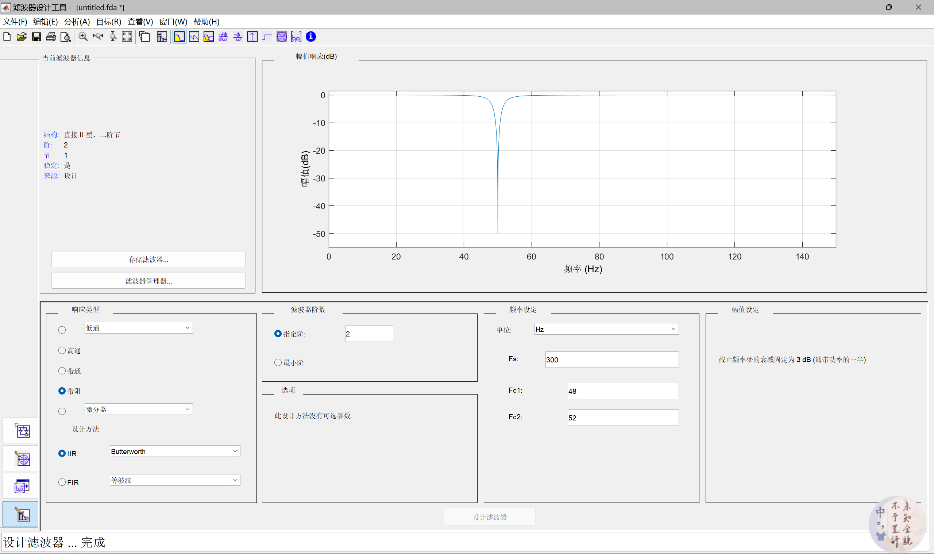 滤波器设计工具 - [untitled.fda *]
文件(F) 编辑(E) 分析(A) 目标(R) 查看(V) 窗口(W) 帮助(H)
当前滤波器信息
结构: 直接 II 型、...阶节
阶: 2
节 1
稳定: 是
来源: 设计
存储滤波器...
滤波器管理器...
幅值响应(dB)
0
-10
-20
-30
-40
-50
幅值(dB)
0 20 40 60 80 100 120 140
频率 (Hz)
响应类型
低通
高通
带通
带阻
微分器
设计方法
IIR Butterworth
FIR 等波纹
滤波器阶数
指定阶: 2
最小阶
选项
此设计方法没有可选参数。
频率设定
单位: Hz
Fs: 300
Fc1: 48
Fc2: 52
幅值设定
截止频率处的衰减固定为 3 dB (通带功率的一半)
设计滤波器
设计滤波器 ... 完成
中